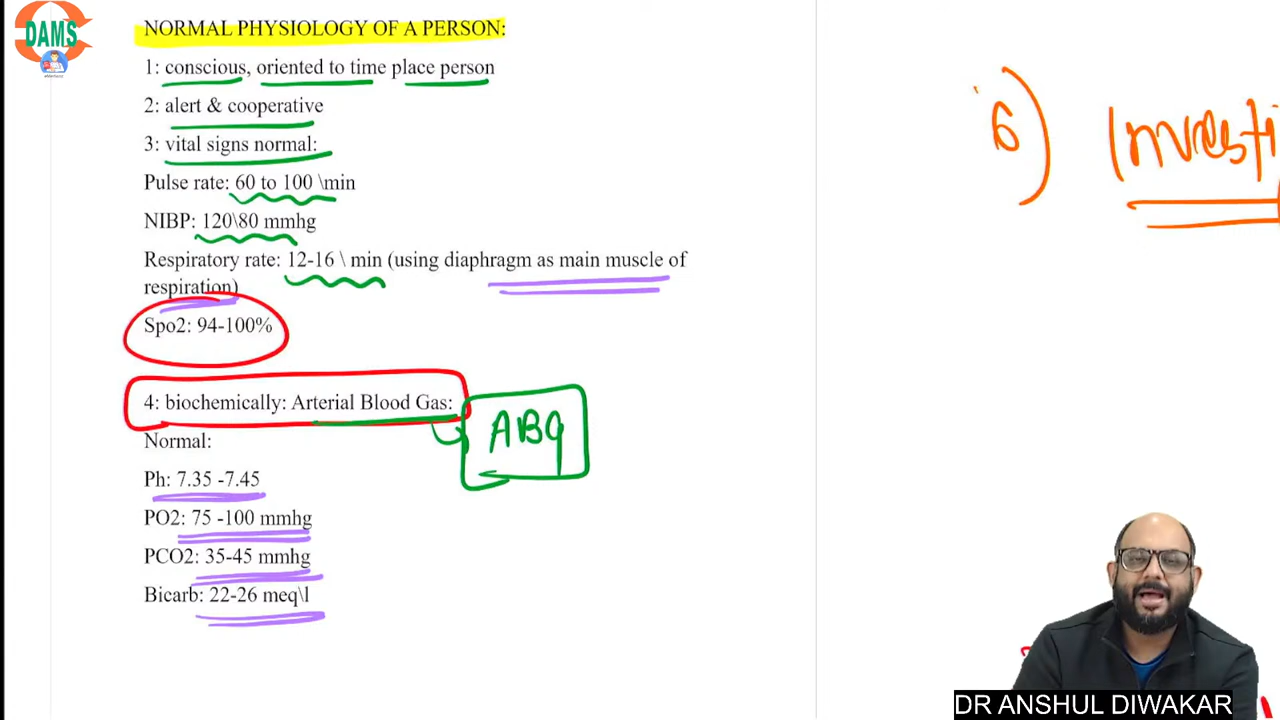 DAMS
NORMAL PHYSIOLOGY OF A PERSON:
1: conscious, oriented to time place person
2: alert & cooperative
3: vital signs normal:
Pulse rate: 60 to 100 \min
NIBP: 120\80 mmhg
Respiratory rate: 12-16 \ min (using diaphragm as main muscle of
respiration)
Spo2: 94-100%
4: biochemically: Arterial Blood Gas:
ABG
Normal:
Ph: 7.35 -7.45
PO2: 75 -100 mmhg
PCO2: 35-45 mmhg
Bicarb: 22-26 meq\l
6) Investi
DR ANSHUL DIWAKAR